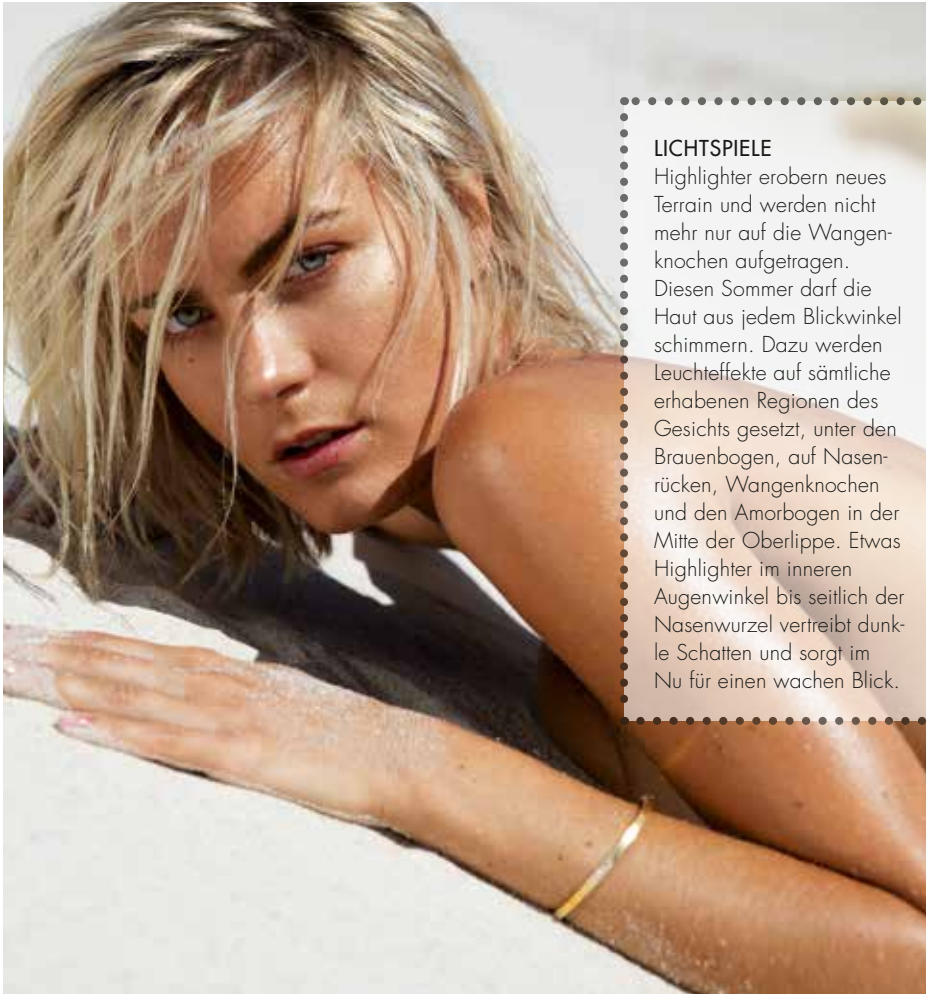 LICHTSPIELE
Highlighter erobern neues
Terrain und werden nicht
mehr nur auf die Wangen-
knochen aufgetragen.
Diesen Sommer darf die
Haut aus jedem Blickwinkel
schimmern. Dazu werden
Leuchteffekte auf sämtliche
erhabenen Regionen des
Gesichts gesetzt, unter den
Brauenbogen, auf Nasen-
rücken, Wangenknochen
und den Amorbogen in der
Mitte der Oberlippe. Etwas
Highlighter im inneren
Augenwinkel bis seitlich der
Nasenwurzel vertreibt dunk-
le Schatten und sorgt im
Nu für einen wachen Blick.